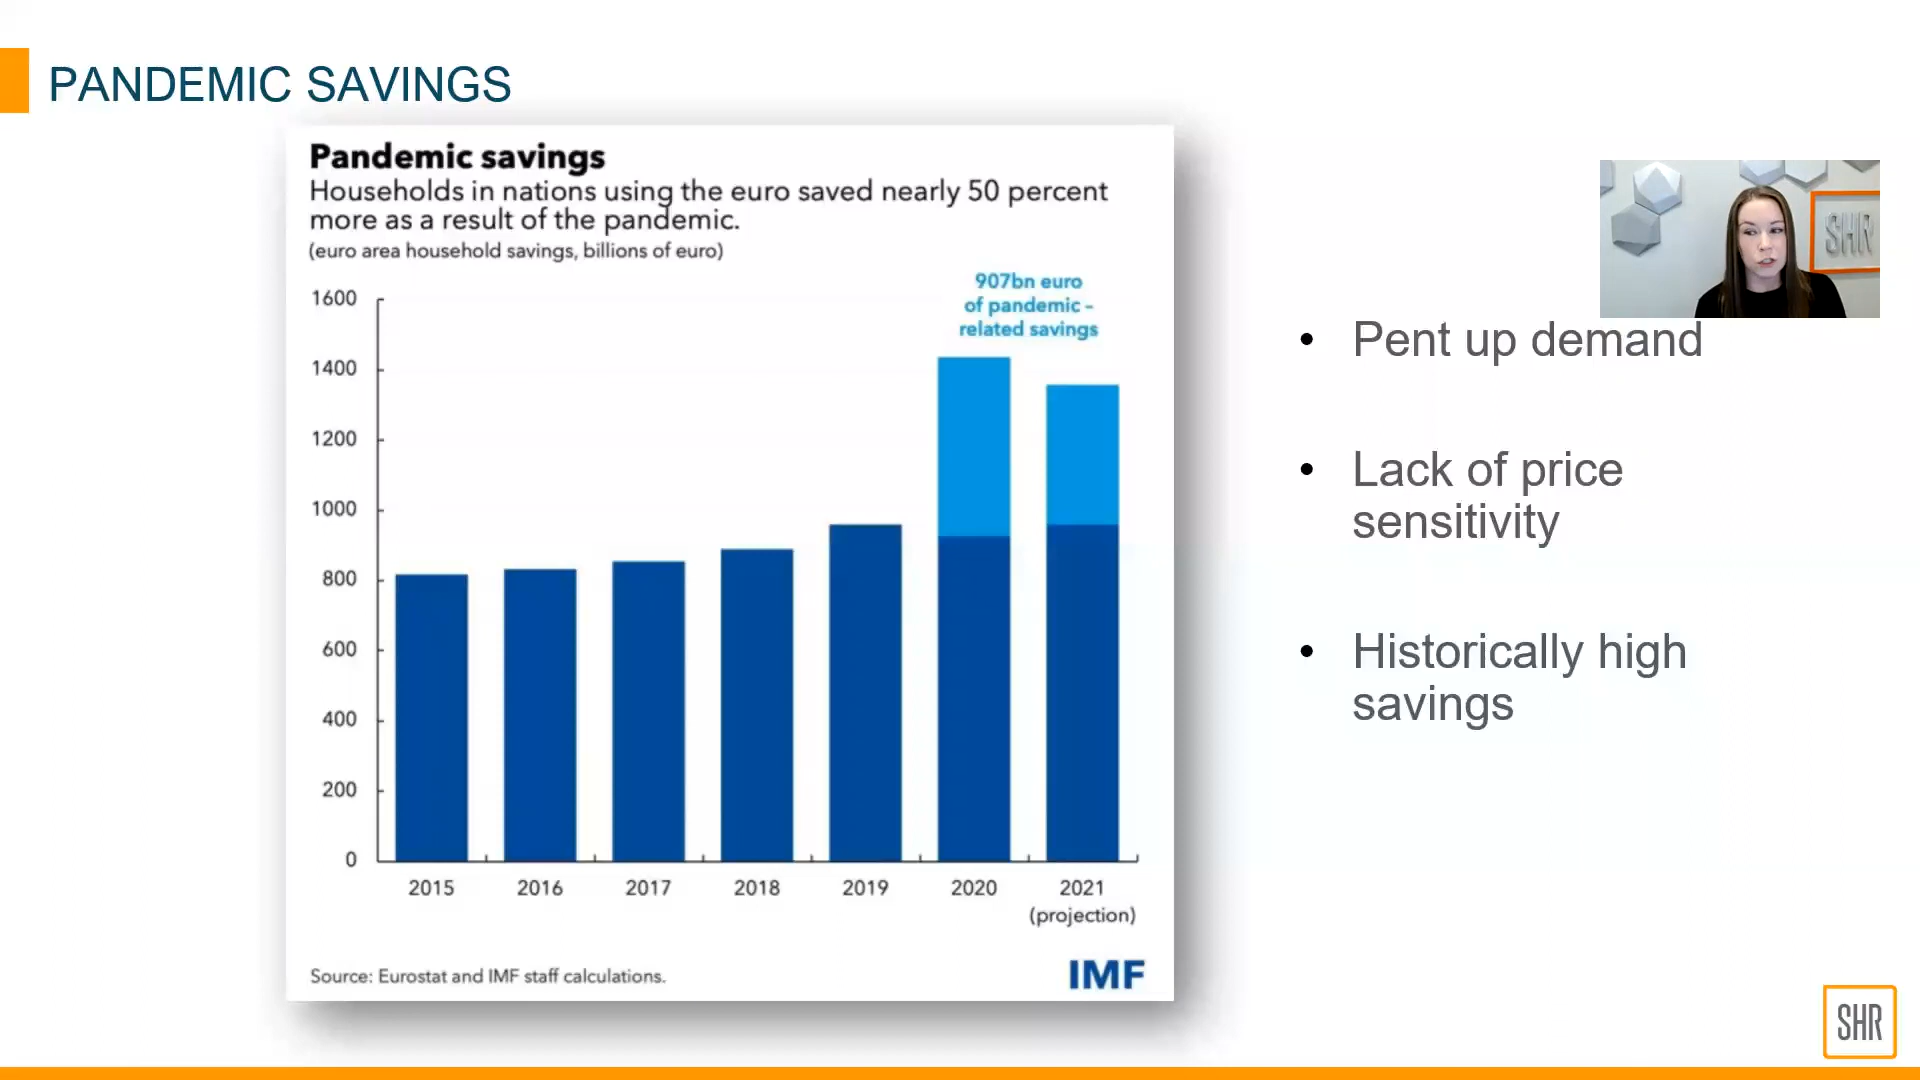 PANDEMIC SAVINGS
Pandemic savings
Households in nations using the euro saved nearly 50 percent
more as a result of the pandemic.
(euro area household savings, billions of euro)
907bn euro
of pandemic –
related savings
1600
1400
1200
1000
800
600
400
200
0
2015 2016 2017 2018 2019 2020 2021
(projection)
Source: Eurostat and IMF staff calculations.
IMF
SHR
• Pent up demand
• Lack of price
sensitivity
• Historically high
savings
SHR